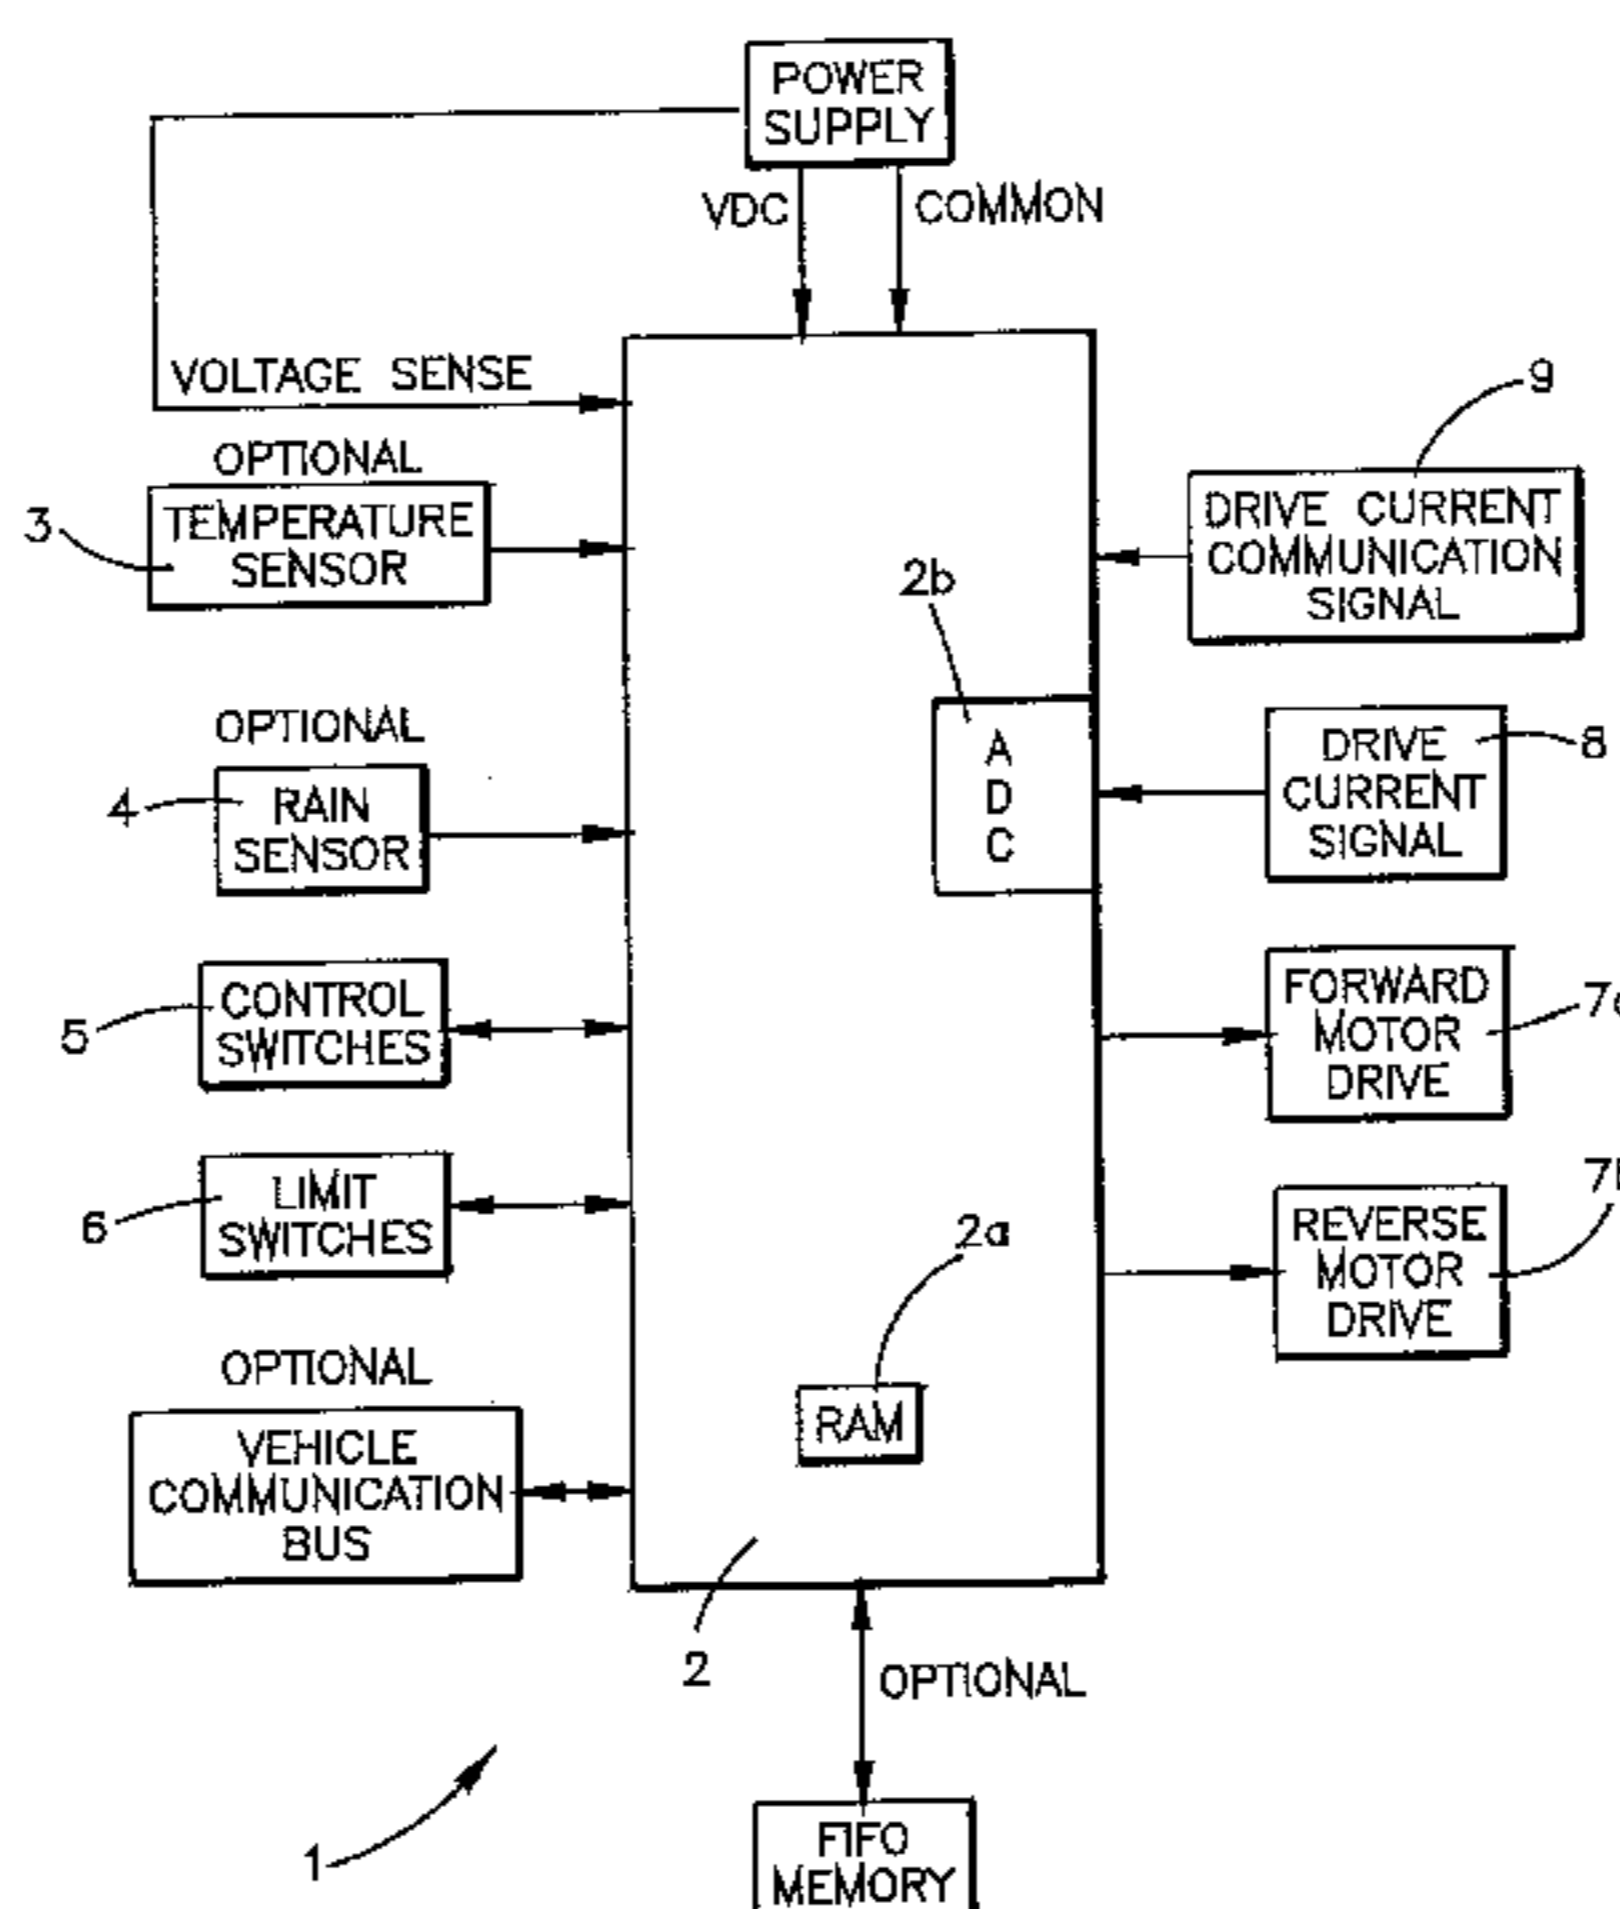 POWER
SUPPLY
VDC
COMMON
VOLTAGE SENSE
OPTIONAL
TEMPERATURE
SENSOR
3
9
DRIVE CURRENT
COMMUNICATION
SIGNAL
2b
A
D
C
DRIVE
CURRENT
SIGNAL
8
OPTIONAL
RAIN
SENSOR
4
CONTROL
SWITCHES
5
FORWARD
MOTOR
DRIVE
7a
LIMIT
SWITCHES
6
REVERSE
MOTOR
DRIVE
7b
2a
RAM
OPTIONAL
VEHICLE
COMMUNICATION
BUS
2
OPTIONAL
1
FIFO
MEMORY